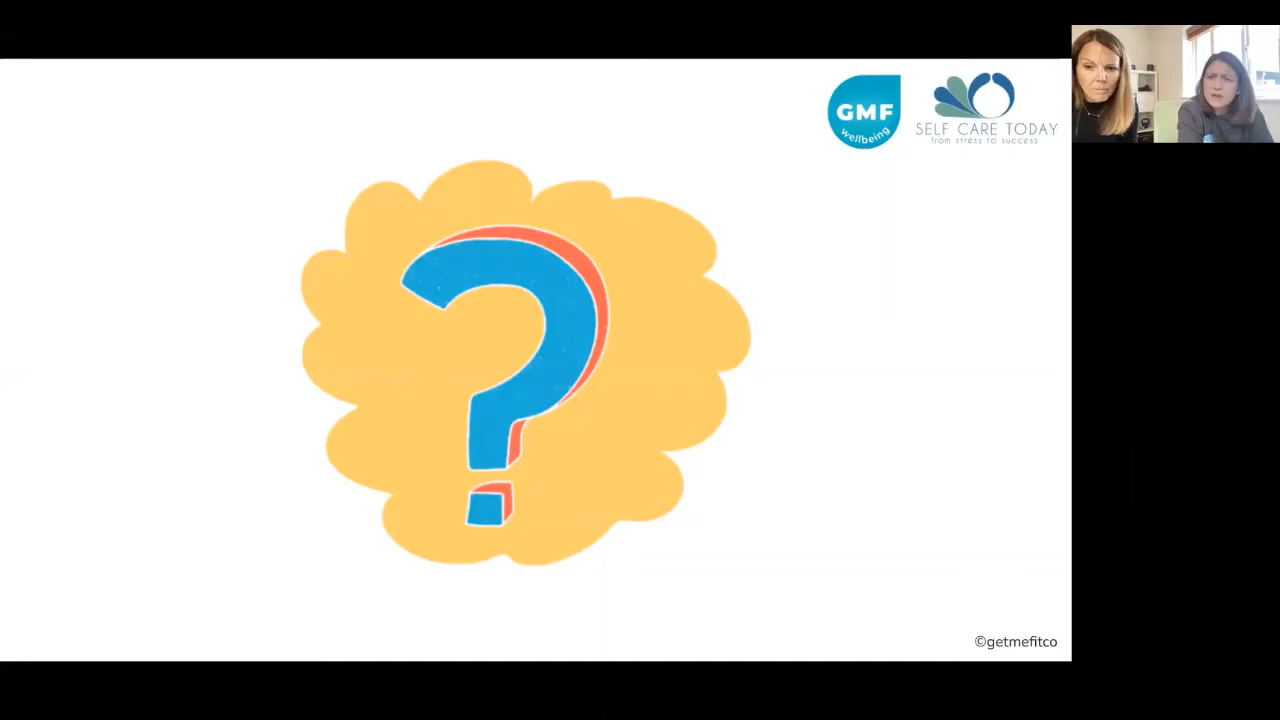 GMF
wellbeing
SELF CARE TODAY
from stress to success
?
©getmefitco